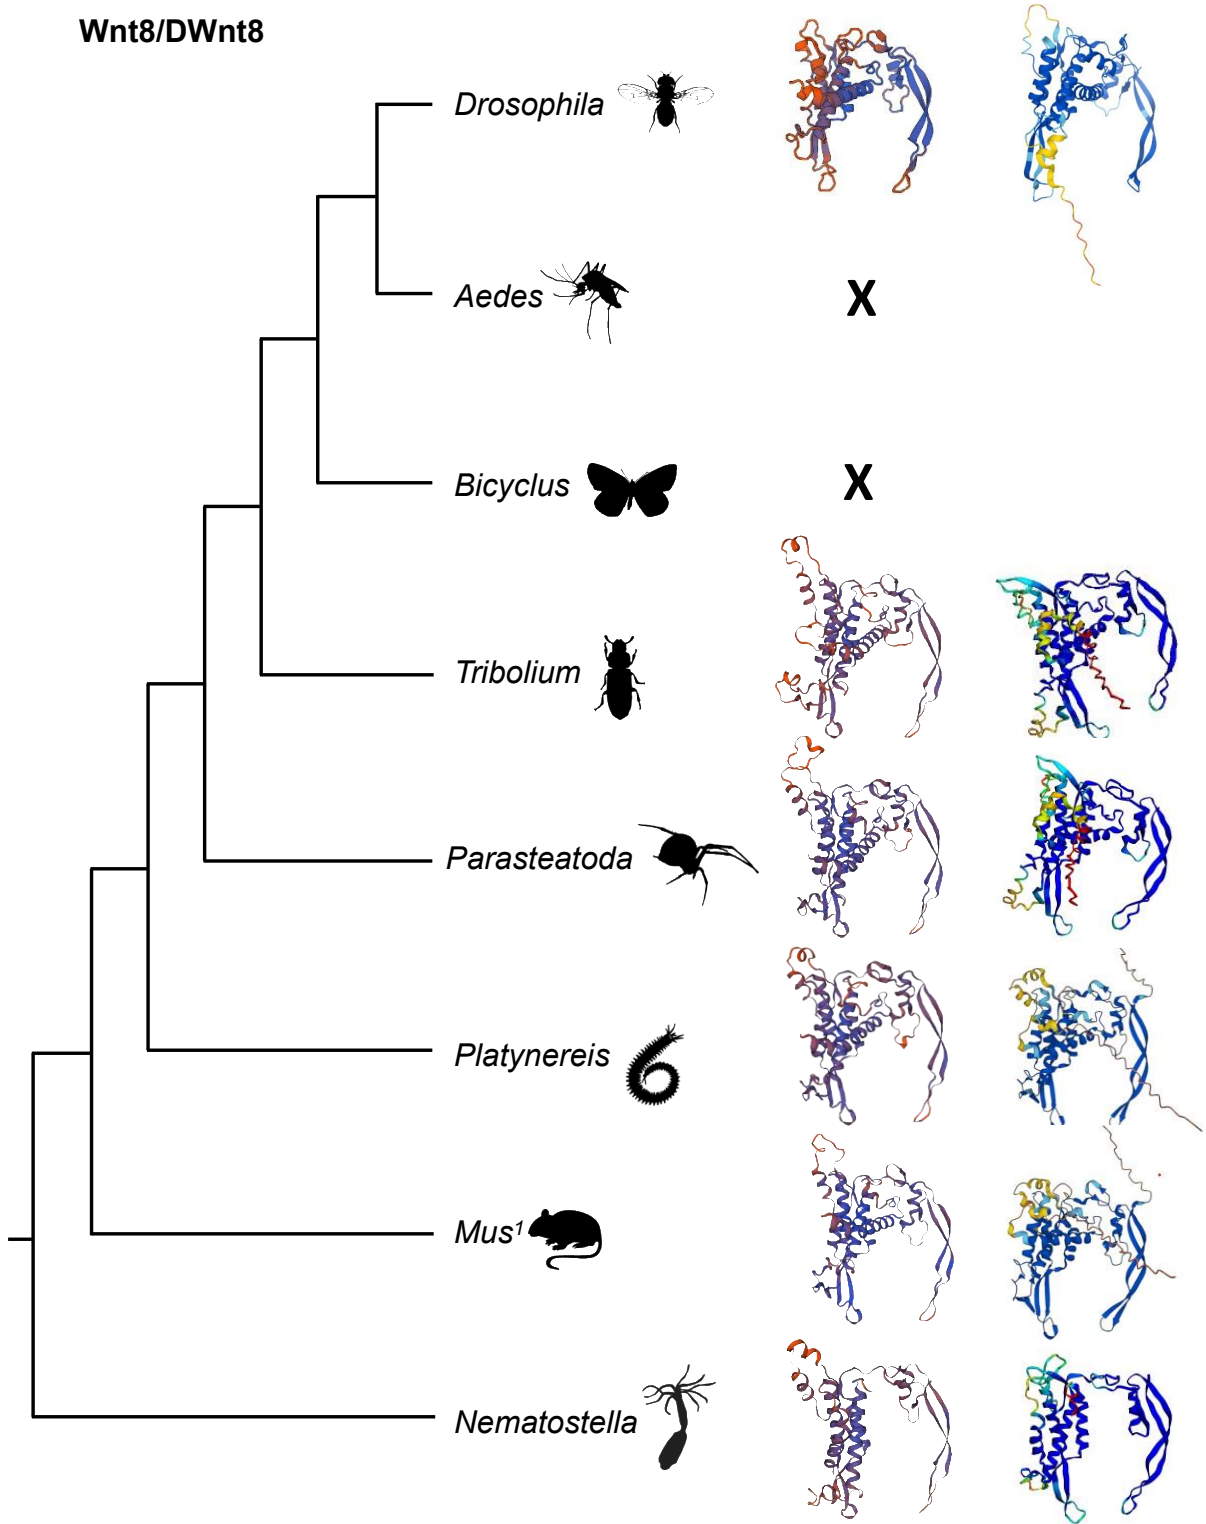 Wnt8/DWnt8
Drosophila
Aedes
X
Bicyclus
X
Tribolium
Parasteatoda
Platynereis
Mus¹
Nematostella